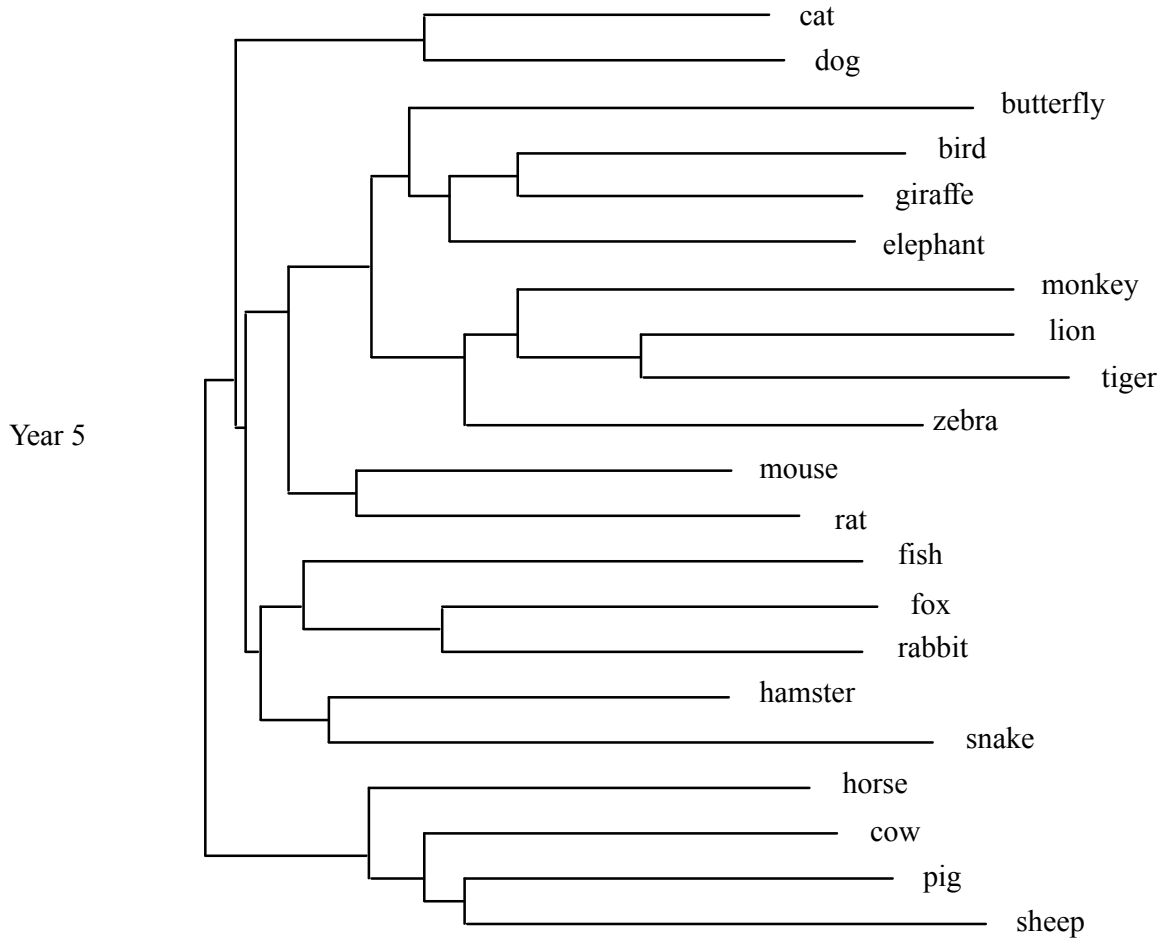 cat
dog
butterfly
bird
giraffe
elephant
monkey
lion
tiger
zebra
Year 5
mouse
rat
fish
fox
rabbit
hamster
snake
horse
cow
pig
sheep